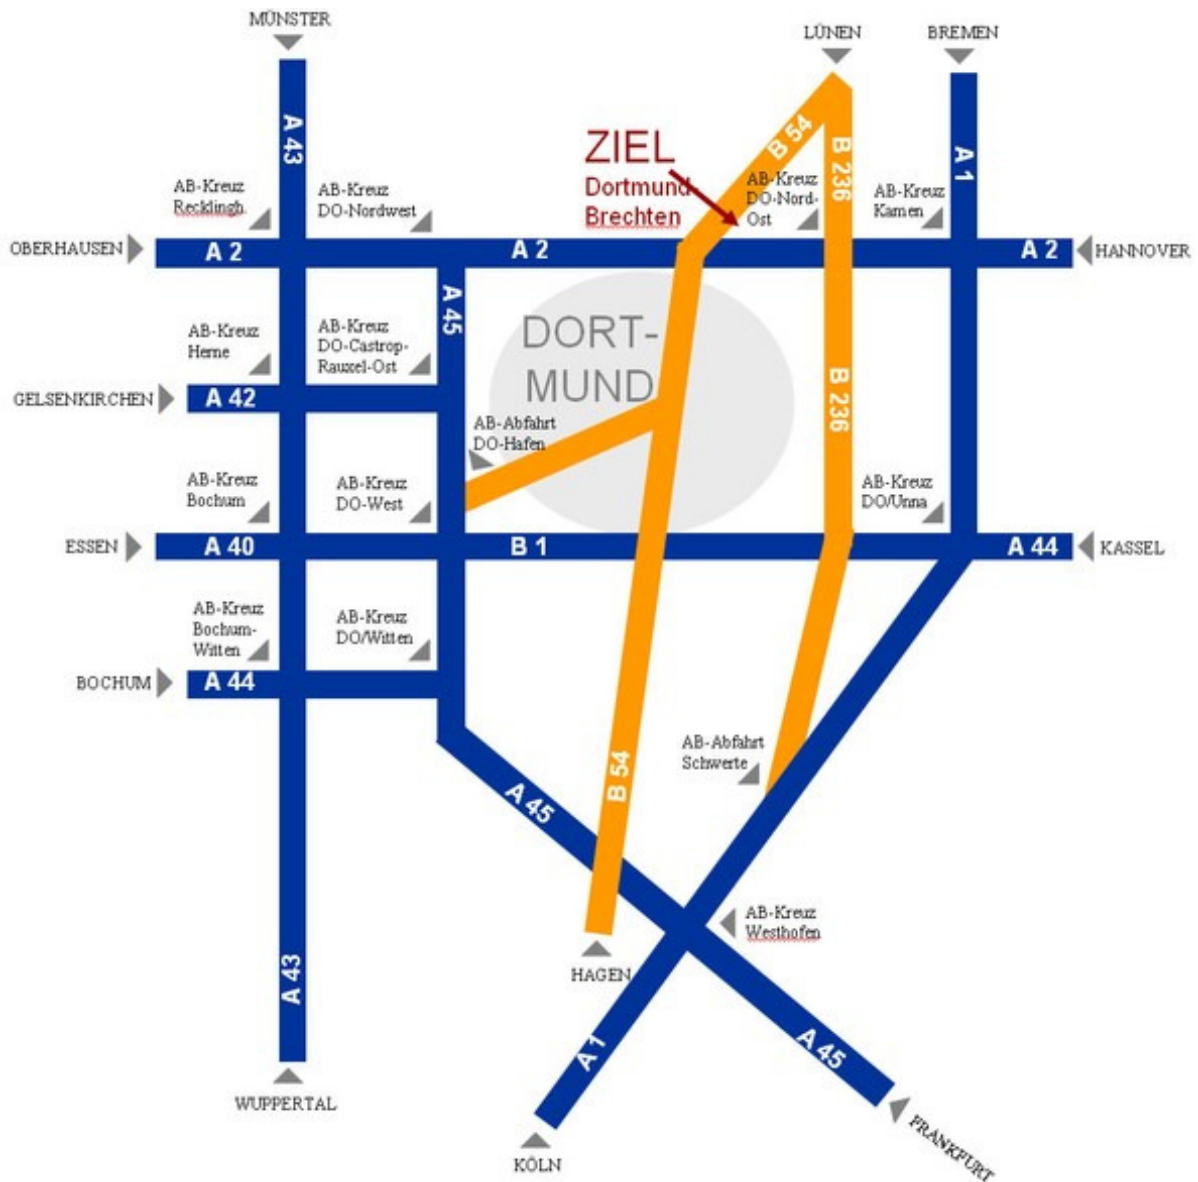 MÜNSTER
LÜNEN
BREMEN
A 43
B 54
B 236
A 1
ZIEL
Dortmund-
Brechten
AB-Kreuz
Recklingh.
AB-Kreuz
DO-Nordwest
AB-Kreuz
DO-Nord-
Ost
AB-Kreuz
Kamen
OBERHAUSEN
A 2
A 2
A 2
HANNOVER
A 45
AB-Kreuz
Herne
AB-Kreuz
DO-Castrop-
Rauxel-Ost
DORT-
MUND
B 236
GELSENKIRCHEN
A 42
AB-Abfahrt
DO-Hafen
AB-Kreuz
Bochum
AB-Kreuz
DO-West
AB-Kreuz
DO/Unna
ESSEN
A 40
B 1
A 44
KASSEL
AB-Kreuz
Bochum-
Witten
AB-Kreuz
DO/Witten
BOCHUM
A 44
AB-Abfahrt
Schwerte
B 54
A 45
AB-Kreuz
Westhofen
HAGEN
A 43
A 1
A 45
WUPPERTAL
KÖLN
FRANKFURT